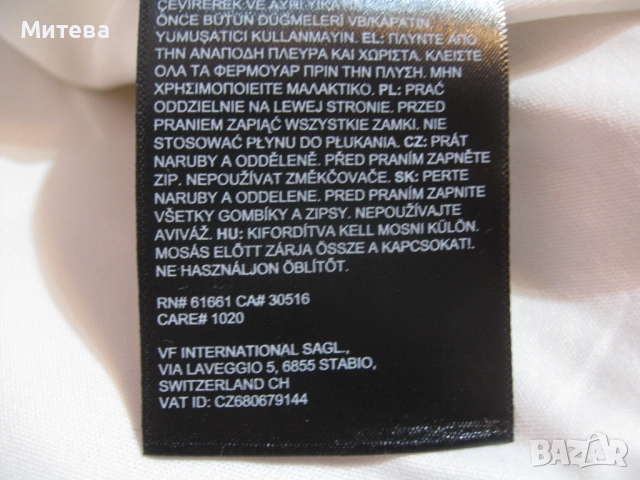 Митева
ÇEVİREREK VE AYRI YIKAYIN
ÖNCE BÜTÜN DÜĞMELERİ VB/KAPATIN.
YUMUŞATICI KULLANMAYIN. EL: ΠΛΥΝΤΕ ΑΠΟ
ΤΗΝ ΑΝΑΠΟΔΗ ΠΛΕΥΡΑ ΚΑΙ ΧΩΡΙΣΤΑ. ΚΛΕΙΣΤΕ
ΟΛΑ ΤΑ ΦΕΡΜΟΥΑΡ ΠΡΙΝ ΤΗΝ ΠΛΥΣΗ. ΜΗΝ
ΧΡΗΣΙΜΟΠΟΙΕΙΤΕ ΜΑΛΑΚΤΙΚΟ. PL: PRAĆ
ODDZIELNIE NA LEWEJ STRONIE. PRZED
PRANIEM ZAPIĄĆ WSZYSTKIE ZAMKI. NIE
STOSOWAĆ PŁYNU DO PŁUKANIA. CZ: PRÁT
NARUBY A ODDĚLENĚ. PŘED PRANÍM ZAPNĚTE
ZIP. NEPOUŽÍVAT ZMĚKČOVAČE. SK: PERTE
NARUBY A ODDELENE. PRED PRANÍM ZAPNITE
VŠETKY GOMBÍKY A ZIPSY. NEPOUŽÍVAJTE
AVIVÁŽ. HU: KIFORDÍTVA KELL MOSNI KÜLÖN.
MOSÁS ELŐTT ZÁRJA ÖSSZE A KAPCSOKAT!.
NE HASZNÁLJON ÖBLÍTŐT.
RN# 61661 CA# 30516
CARE# 1020
VF INTERNATIONAL SAGL.,
VIA LAVEGGIO 5, 6855 STABIO,
SWITZERLAND CH
VAT ID: CZ680679144
BAZAR